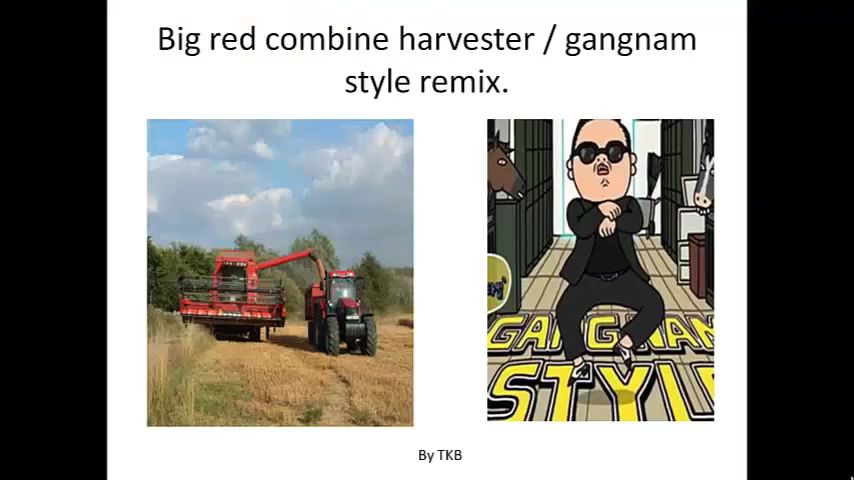 Big red combine harvester / gangnam
style remix.
GANGNAM
STYLE
By TKB